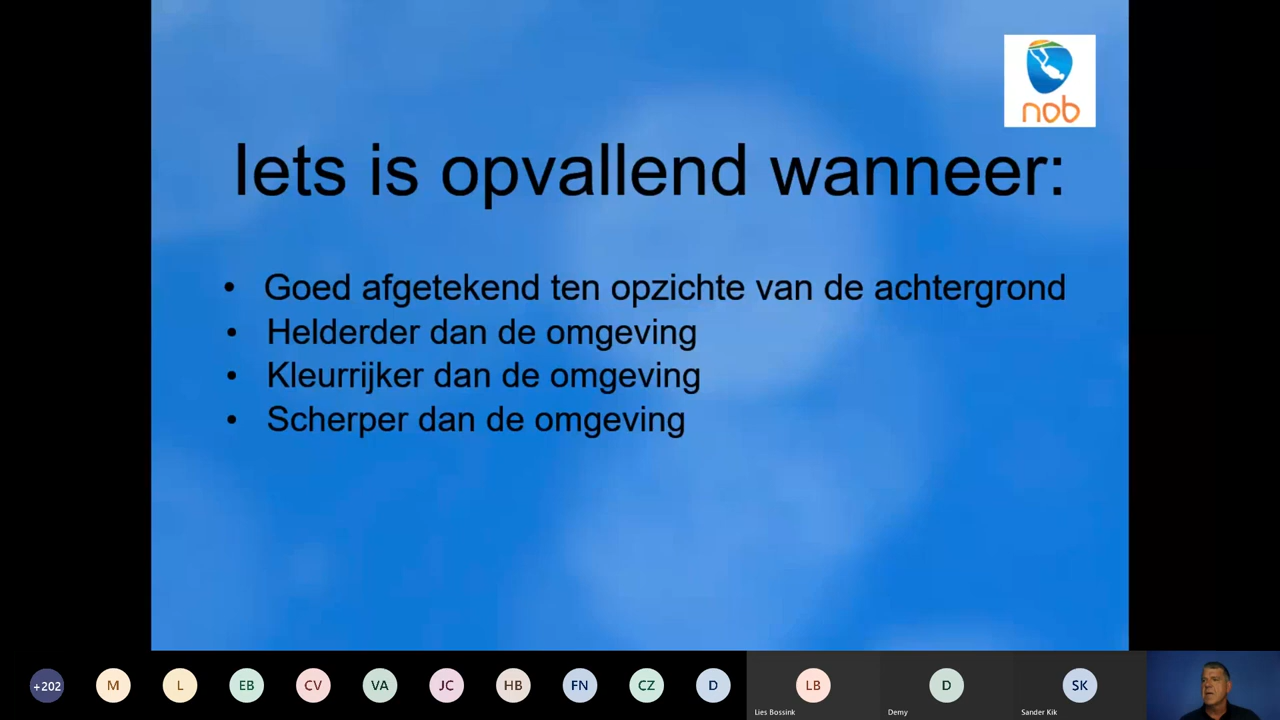 nob
Iets is opvallend wanneer:
• Goed afgetekend ten opzichte van de achtergrond
• Helderder dan de omgeving
• Kleurrijker dan de omgeving
• Scherper dan de omgeving
+202 M L EB CV VA JC HB FN CZ D LB D SK
Lies Bossink Demy Sander Kik